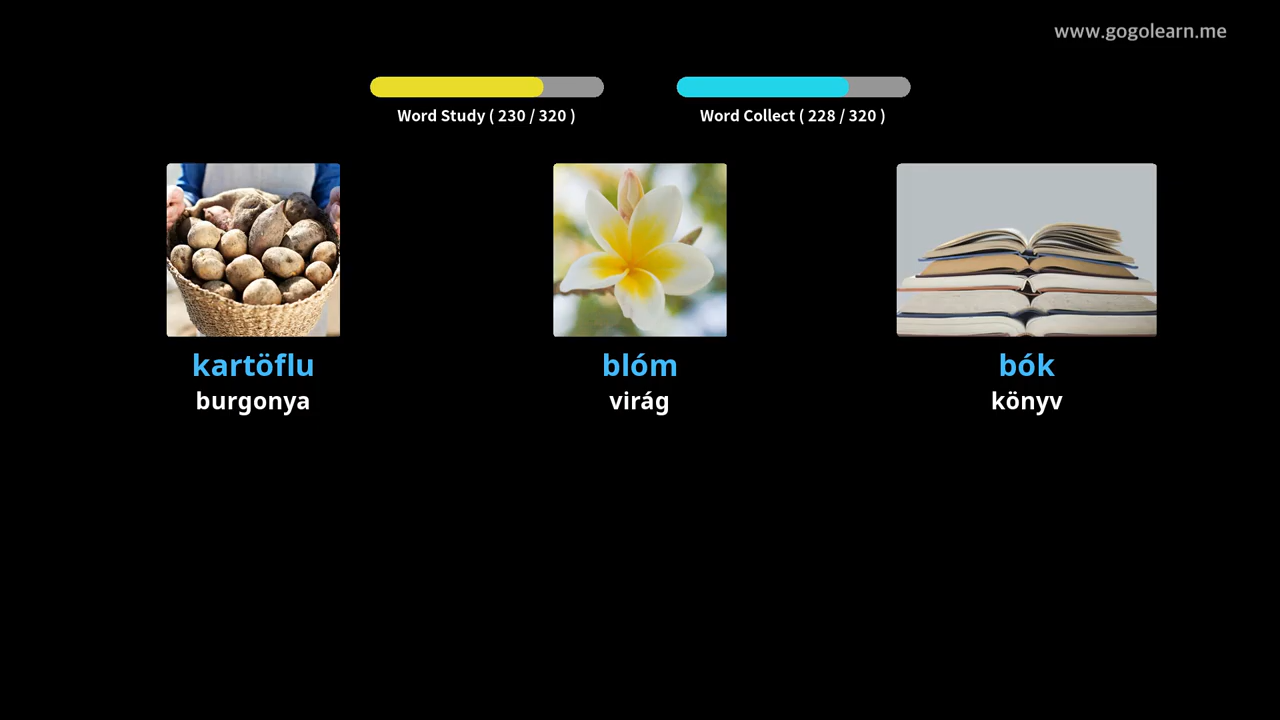 www.gogolearn.me
Word Study ( 230 / 320 )
Word Collect ( 228 / 320 )
kartöflu
burgonya
blóm
virág
bók
könyv